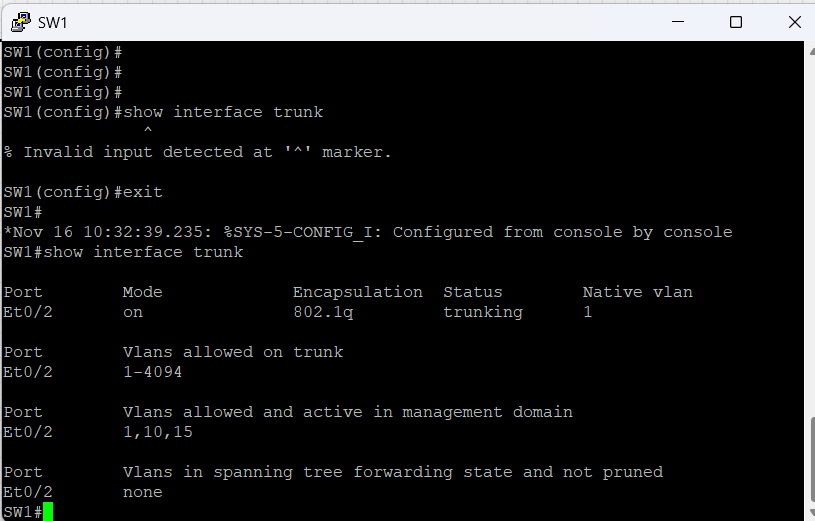 SW1
SW1(config)#
SW1(config)#
SW1(config)#
SW1(config)#show interface trunk
^
% Invalid input detected at '^' marker.
SW1(config)#exit
SW1#
*Nov 16 10:32:39.235: %SYS-5-CONFIG_I: Configured from console by console
SW1#show interface trunk
Port        Mode                 Encapsulation  Status        Native vlan
Et0/2       on                   802.1q         trunking      1
Port        Vlans allowed on trunk
Et0/2       1-4094
Port        Vlans allowed and active in management domain
Et0/2       1,10,15
Port        Vlans in spanning tree forwarding state and not pruned
Et0/2       none
SW1#